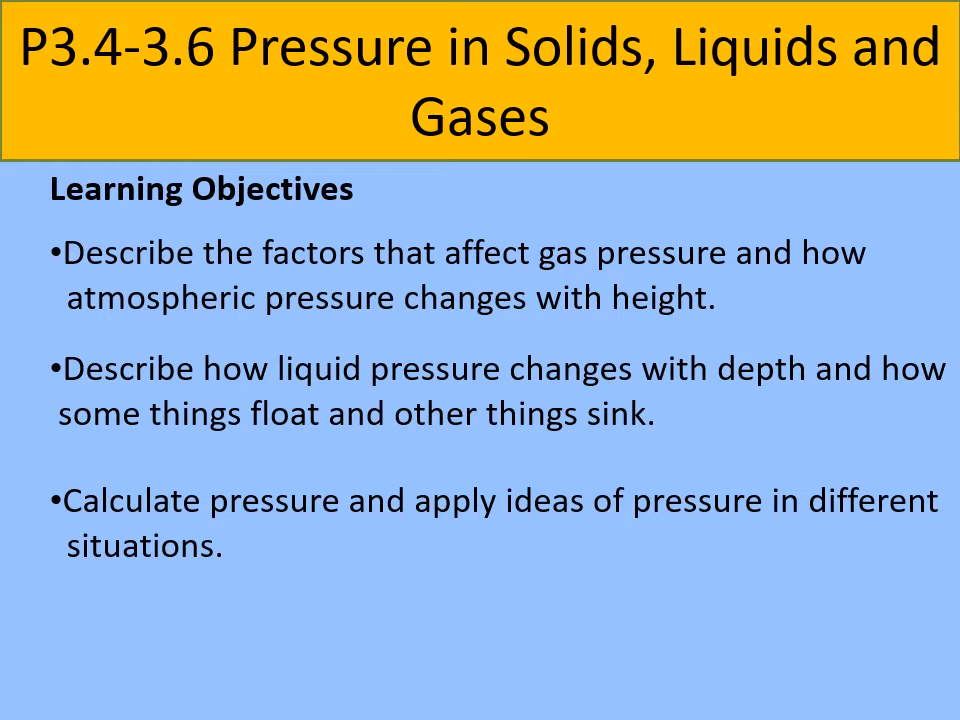 P3.4-3.6 Pressure in Solids, Liquids and
Gases
Learning Objectives
•Describe the factors that affect gas pressure and how
atmospheric pressure changes with height.
•Describe how liquid pressure changes with depth and how
some things float and other things sink.
•Calculate pressure and apply ideas of pressure in different
situations.